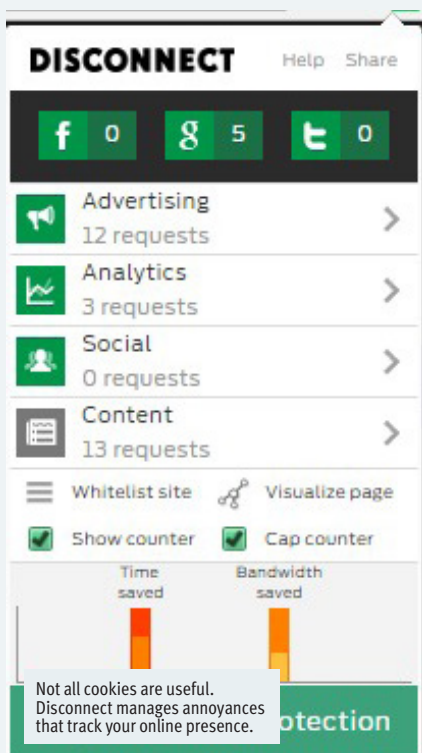 DISCONNECT Help Share
f 0 g 5 t 0
Advertising
12 requests
Analytics
3 requests
Social
0 requests
Content
13 requests
Whitelist site Visualize page
Show counter Cap counter
Time Bandwidth
saved saved
Not all cookies are useful.
Disconnect manages annoyances
that track your online presence.
otection